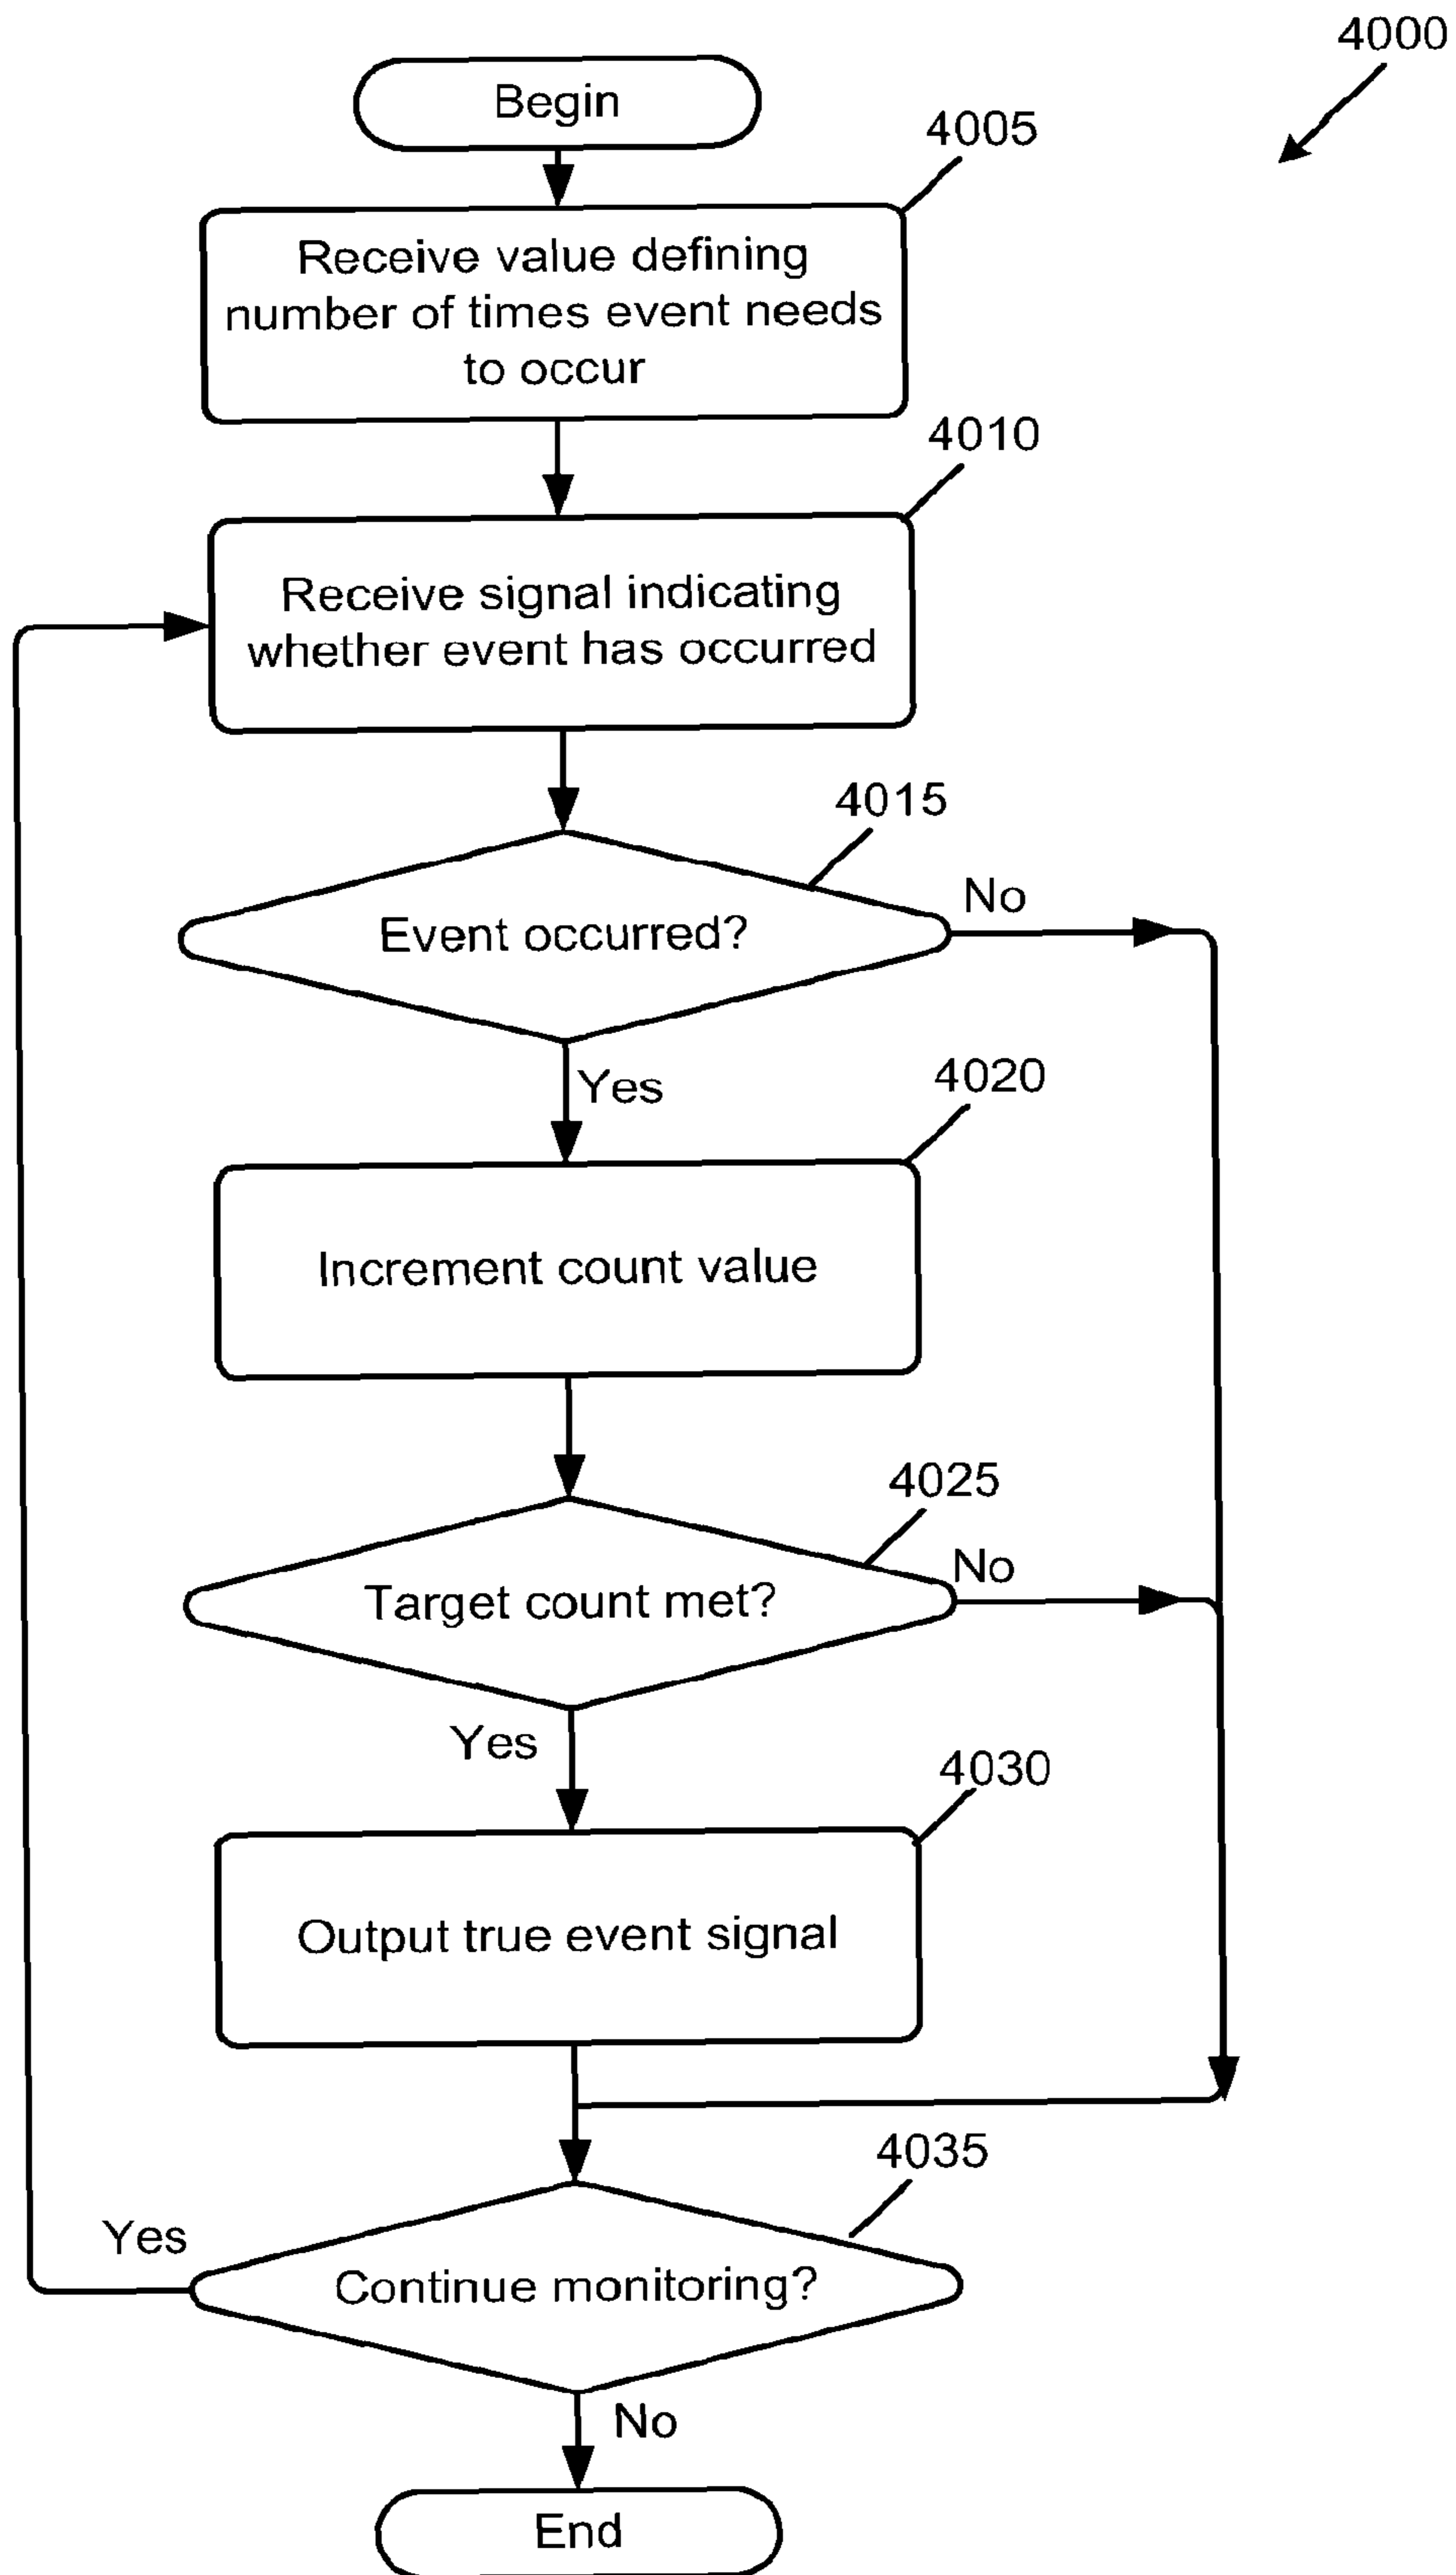 4000
Begin
4005
Receive value defining
number of times event needs
to occur
4010
Receive signal indicating
whether event has occurred
4015
Event occurred?
No
Yes
4020
Increment count value
4025
Target count met?
No
Yes
4030
Output true event signal
4035
Continue monitoring?
Yes
No
End